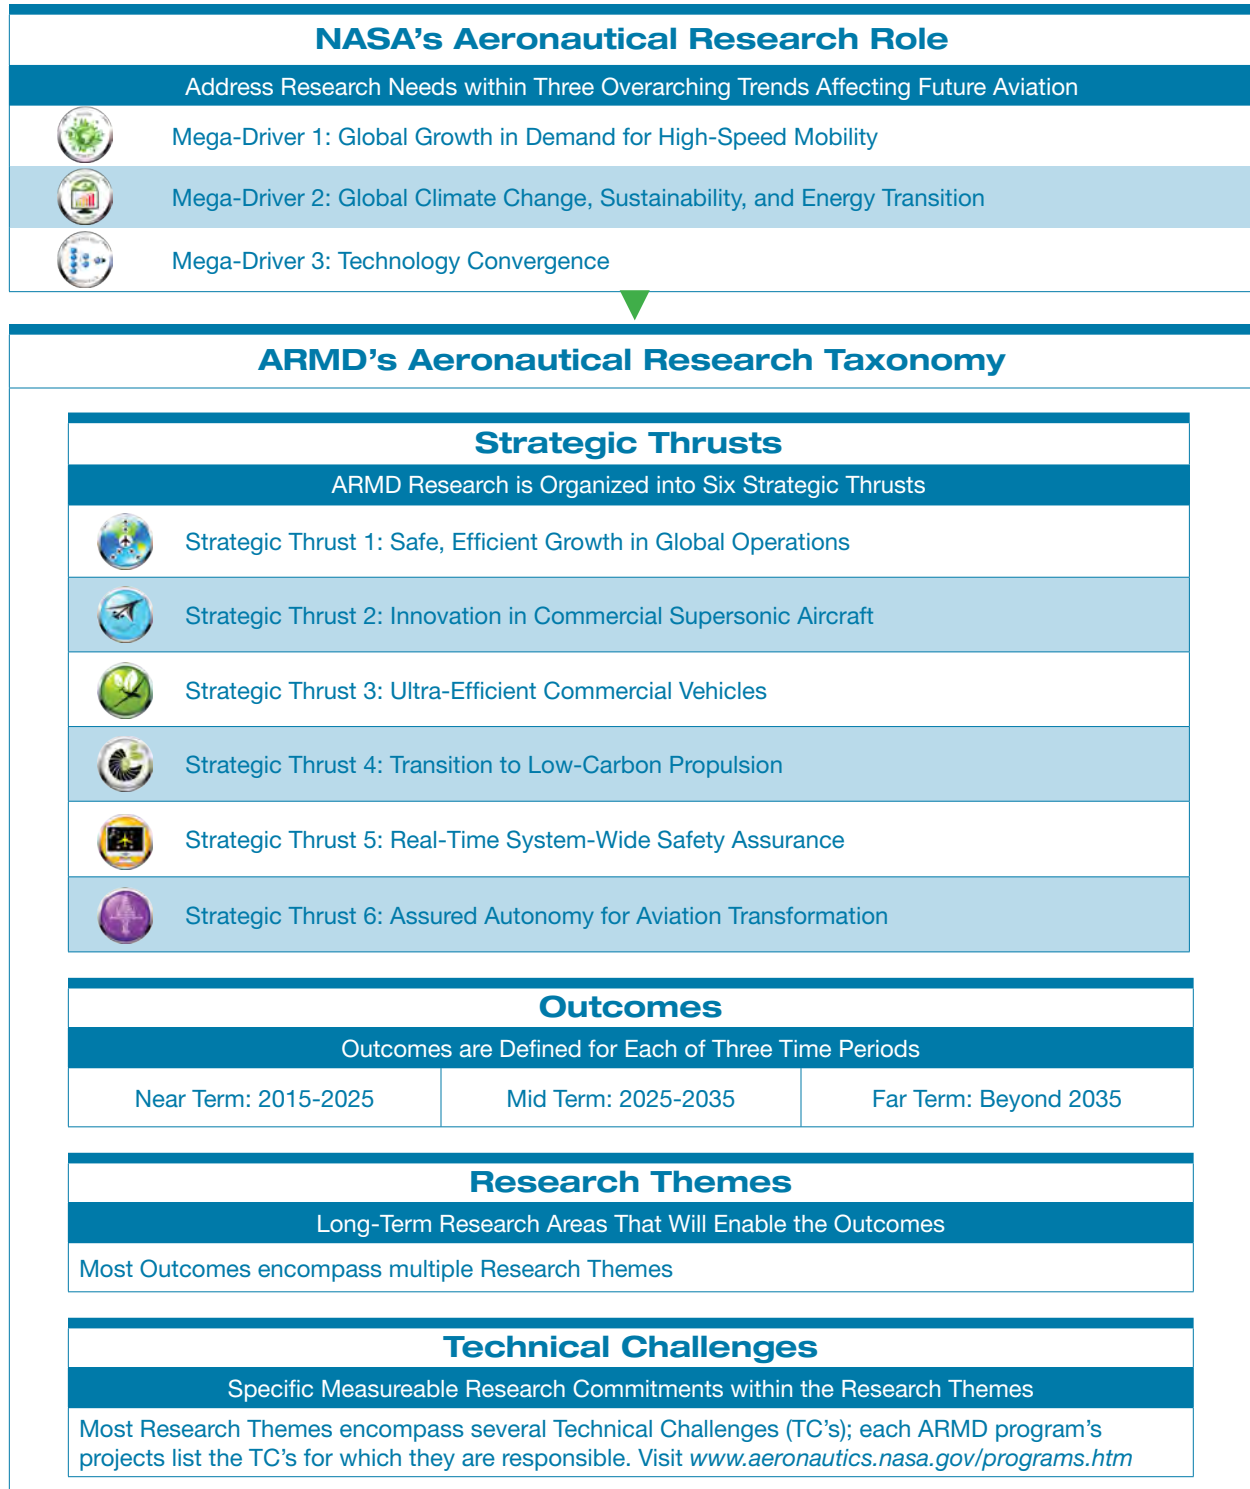 NASA's Aeronautical Research Role
Address Research Needs within Three Overarching Trends Affecting Future Aviation
Mega-Driver 1: Global Growth in Demand for High-Speed Mobility
Mega-Driver 2: Global Climate Change, Sustainability, and Energy Transition
Mega-Driver 3: Technology Convergence
ARMD's Aeronautical Research Taxonomy
Strategic Thrusts
ARMD Research is Organized into Six Strategic Thrusts
Strategic Thrust 1: Safe, Efficient Growth in Global Operations
Strategic Thrust 2: Innovation in Commercial Supersonic Aircraft
Strategic Thrust 3: Ultra-Efficient Commercial Vehicles
Strategic Thrust 4: Transition to Low-Carbon Propulsion
Strategic Thrust 5: Real-Time System-Wide Safety Assurance
Strategic Thrust 6: Assured Autonomy for Aviation Transformation
Outcomes
Outcomes are Defined for Each of Three Time Periods
Near Term: 2015-2025
Mid Term: 2025-2035
Far Term: Beyond 2035
Research Themes
Long-Term Research Areas That Will Enable the Outcomes
Most Outcomes encompass multiple Research Themes
Technical Challenges
Specific Measureable Research Commitments within the Research Themes
Most Research Themes encompass several Technical Challenges (TC's); each ARMD program's
projects list the TC's for which they are responsible. Visit www.aeronautics.nasa.gov/programs.htm